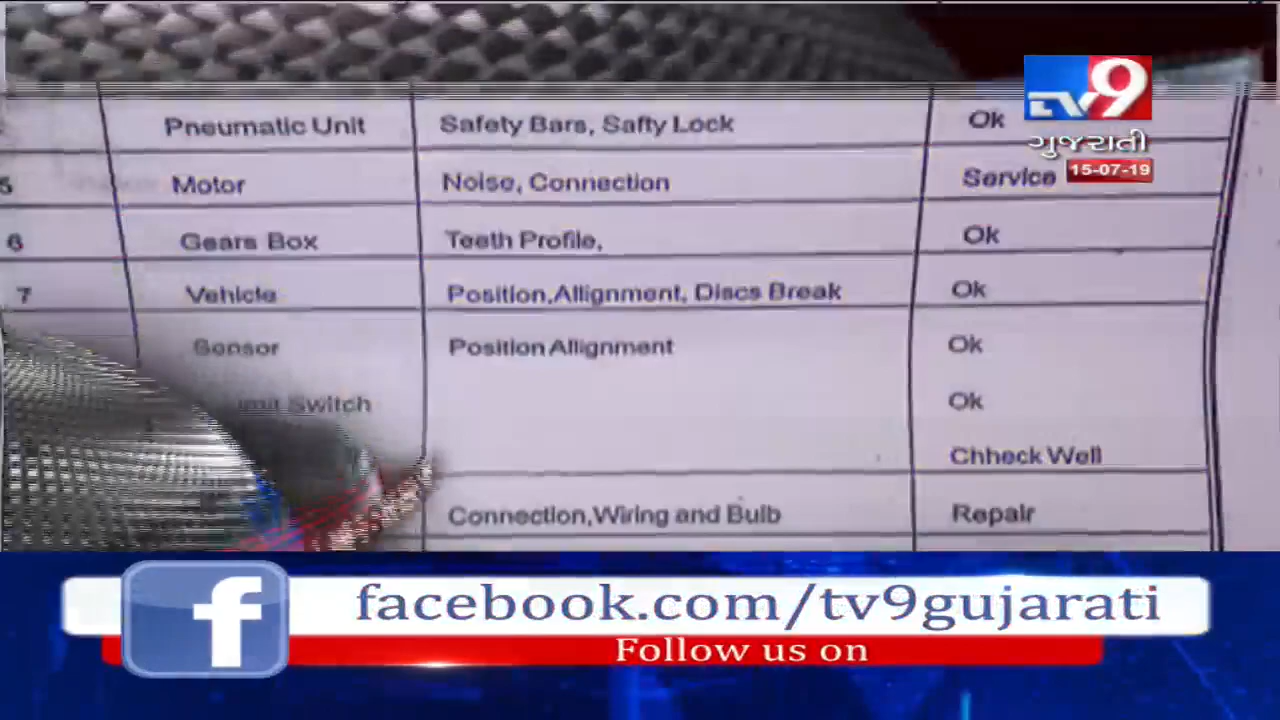 Pneumatic Unit Safety Bars, Safty Lock Ok
TV9
ગુજરાતી
15-07-19
5 Motor Noise, Connection Service
6 Gears Box Teeth Profile, Ok
7 Vehicle Position,Allignment, Discs Break Ok
Sensor Position Allignment Ok
Switch Ok
Chheck Well
Connection,Wiring and Bulb Repair
facebook.com/tv9gujarati
Follow us on